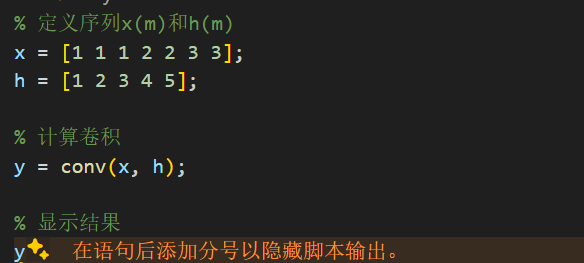 % 定义序列x(m)和h(m)
x = [1 1 1 2 2 3 3];
h = [1 2 3 4 5];
% 计算卷积
y = conv(x, h);
% 显示结果
y 在语句后添加分号以隐藏脚本输出。